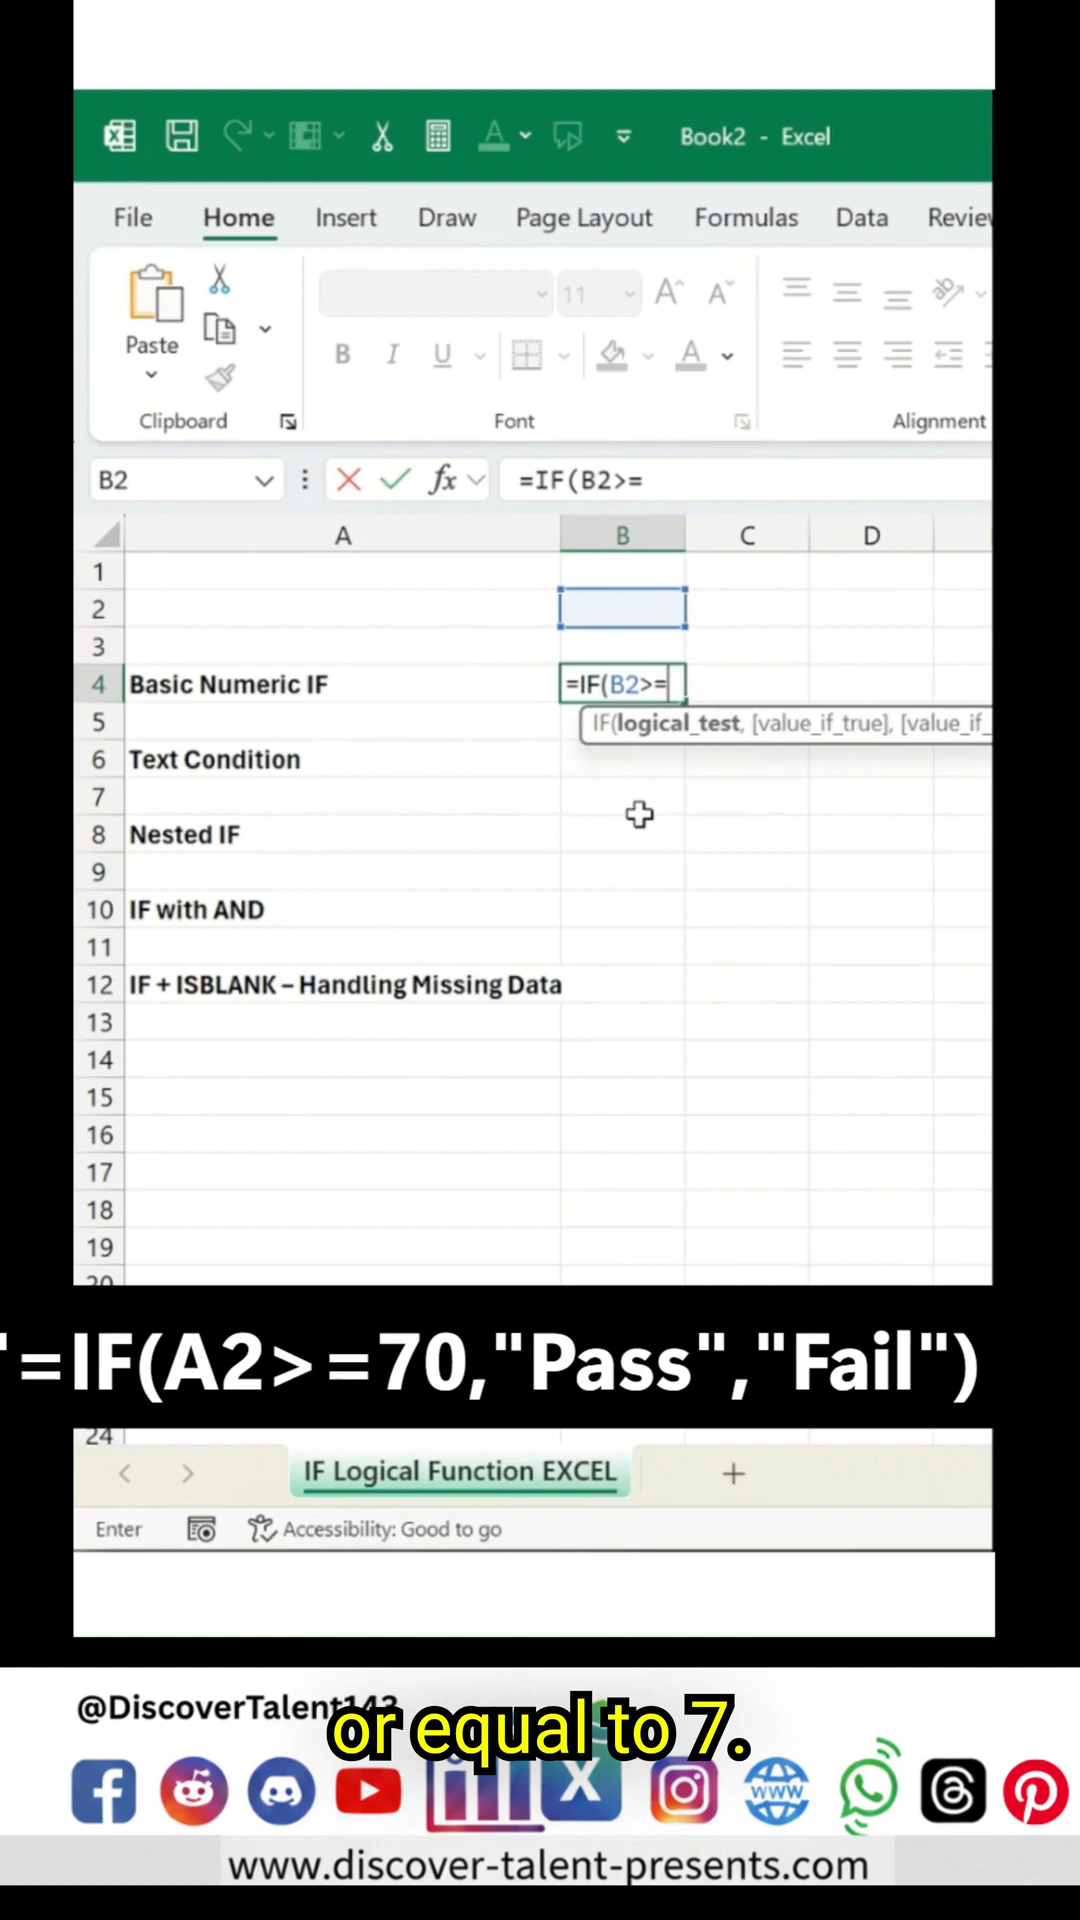 Book2 - Excel
File Home Insert Draw Page Layout Formulas Data Review
11
Paste
B I U
Clipboard Font Alignment
B2 fx =IF(B2>=
A B C D
1
2
3
4 Basic Numeric IF =IF(B2>=
IF(logical_test, [value_if_true], [value_if_
5
6 Text Condition
7
8 Nested IF
9
10 IF with AND
11
12 IF + ISBLANK – Handling Missing Data
13
14
15
16
17
18
19
20
"=IF(A2>=70,"Pass","Fail")
24
IF Logical Function EXCEL
Enter Accessibility: Good to go
@DiscoverTalent143
or equal to 7.
X WWW
www.discover-talent-presents.com